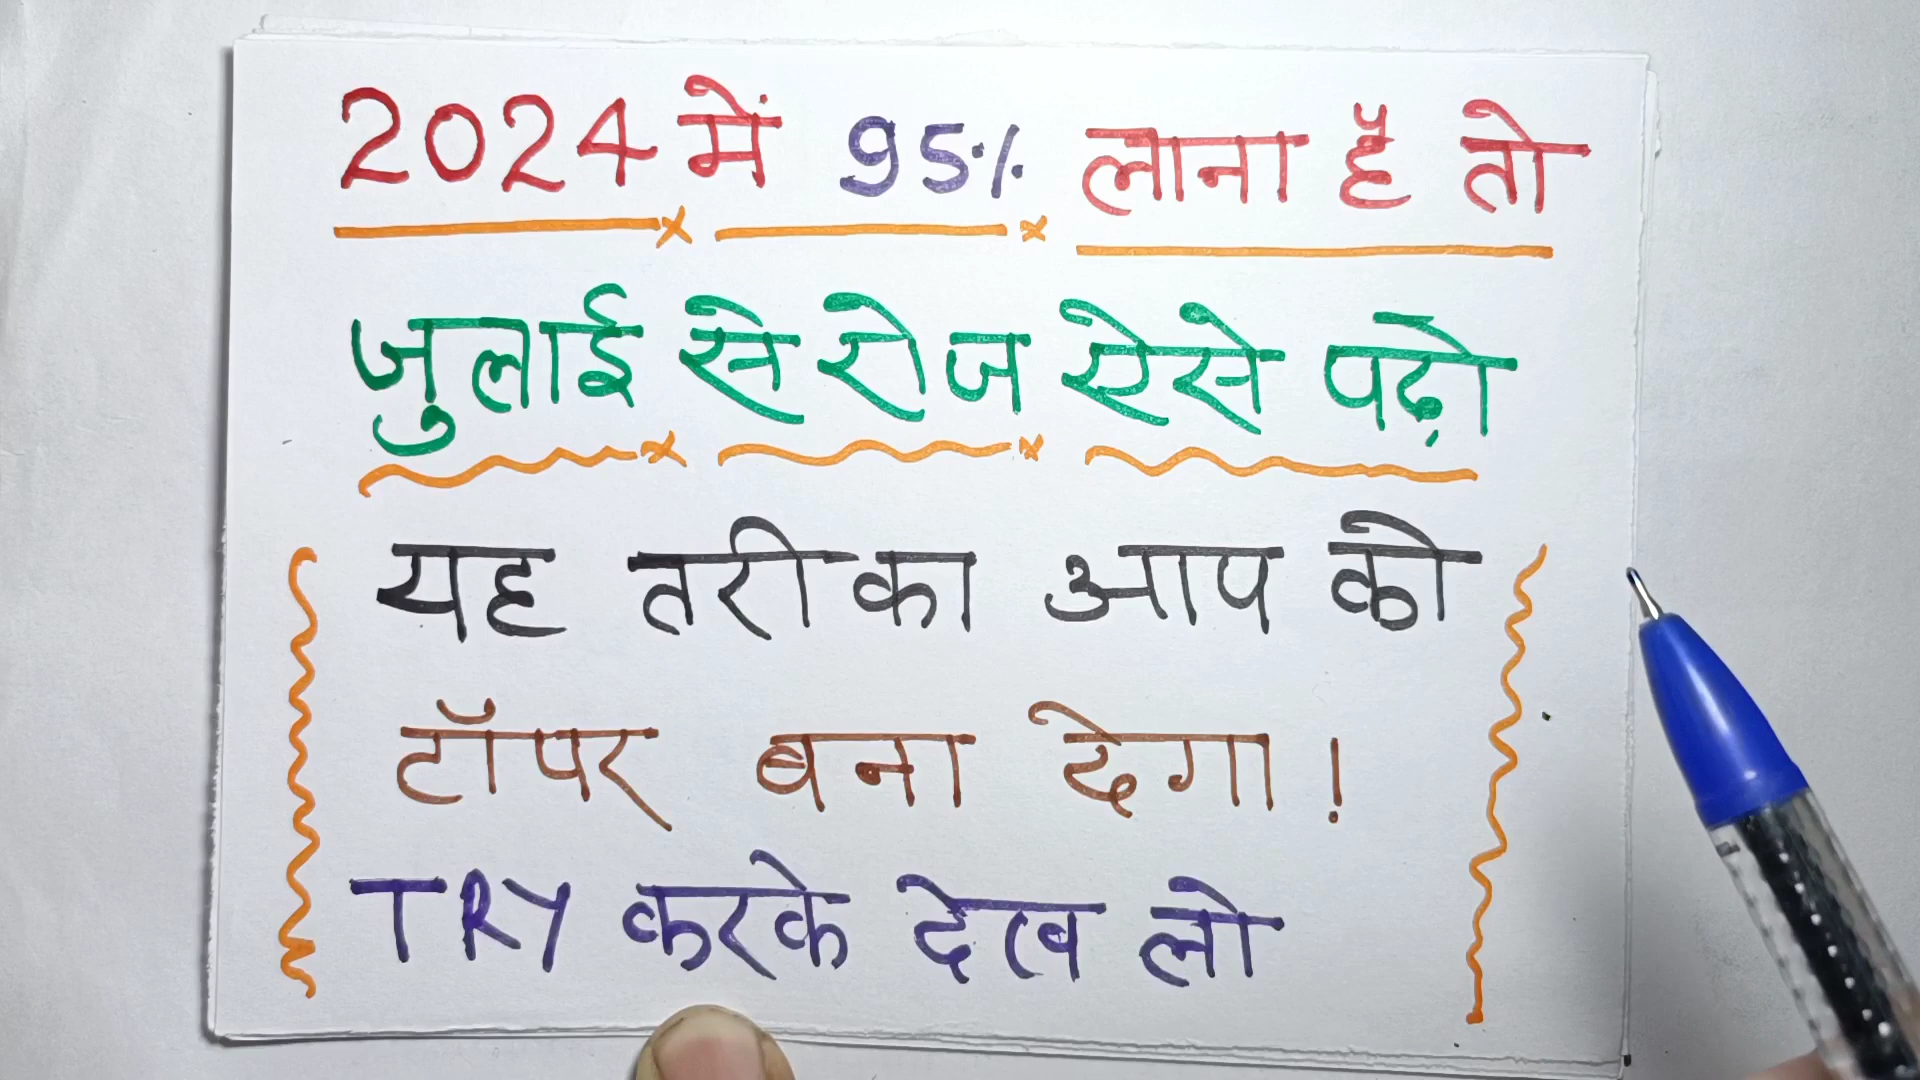 2024 में 95% लाना है तो
जुलाई से रोज ऐसे पढ़ो
यह तरीका आप को
टॉपर बना देगा!
TRY करके देख लो